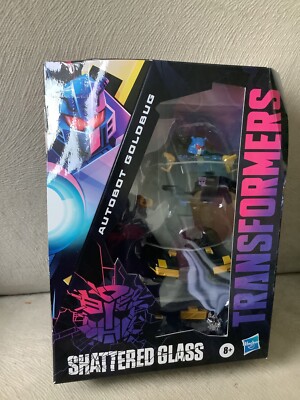 AUTOBOT GOLDBUG
TRANSFORMERS
SHATTERED GLASS
8+
Hasbro